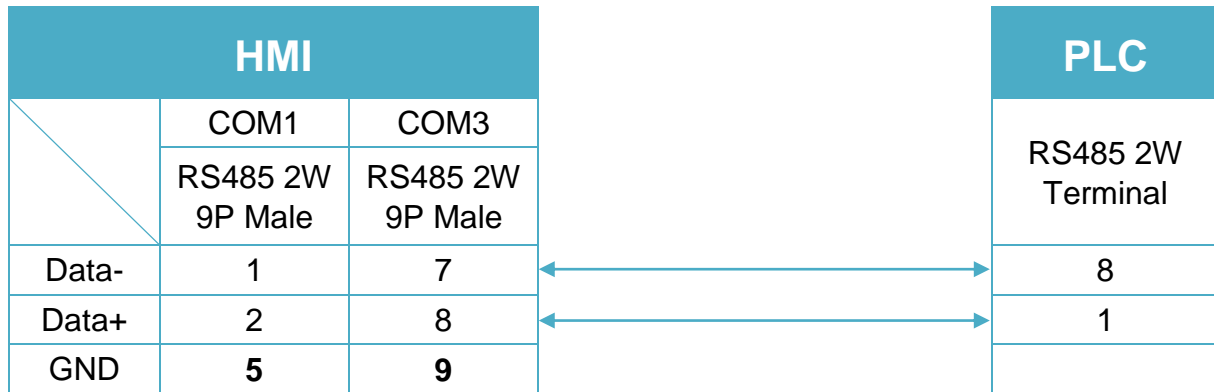 HMI
PLC
COM1 COM3
RS485 2W
9P Male
RS485 2W
9P Male
RS485 2W
Terminal
Data- 1 7 8
Data+ 2 8 1
GND 5 9